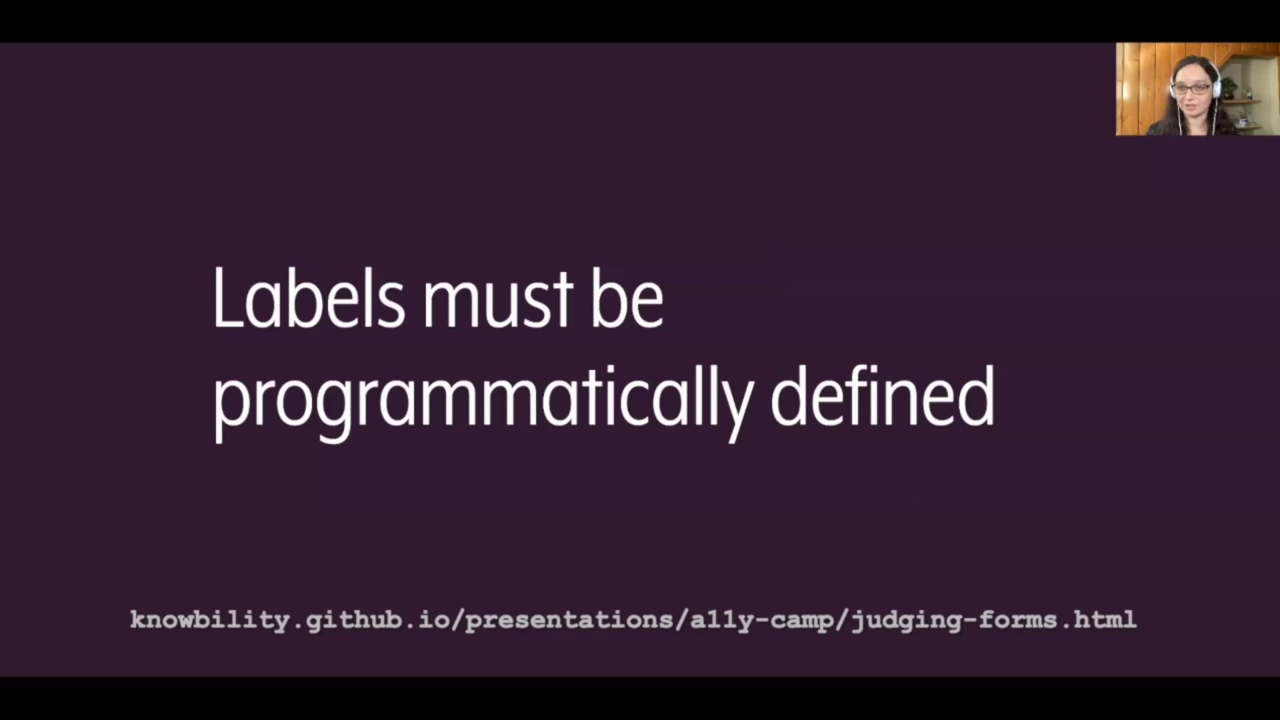 Labels must be
programmatically defined
knowbility.github.io/presentations/a11y-camp/judging-forms.html